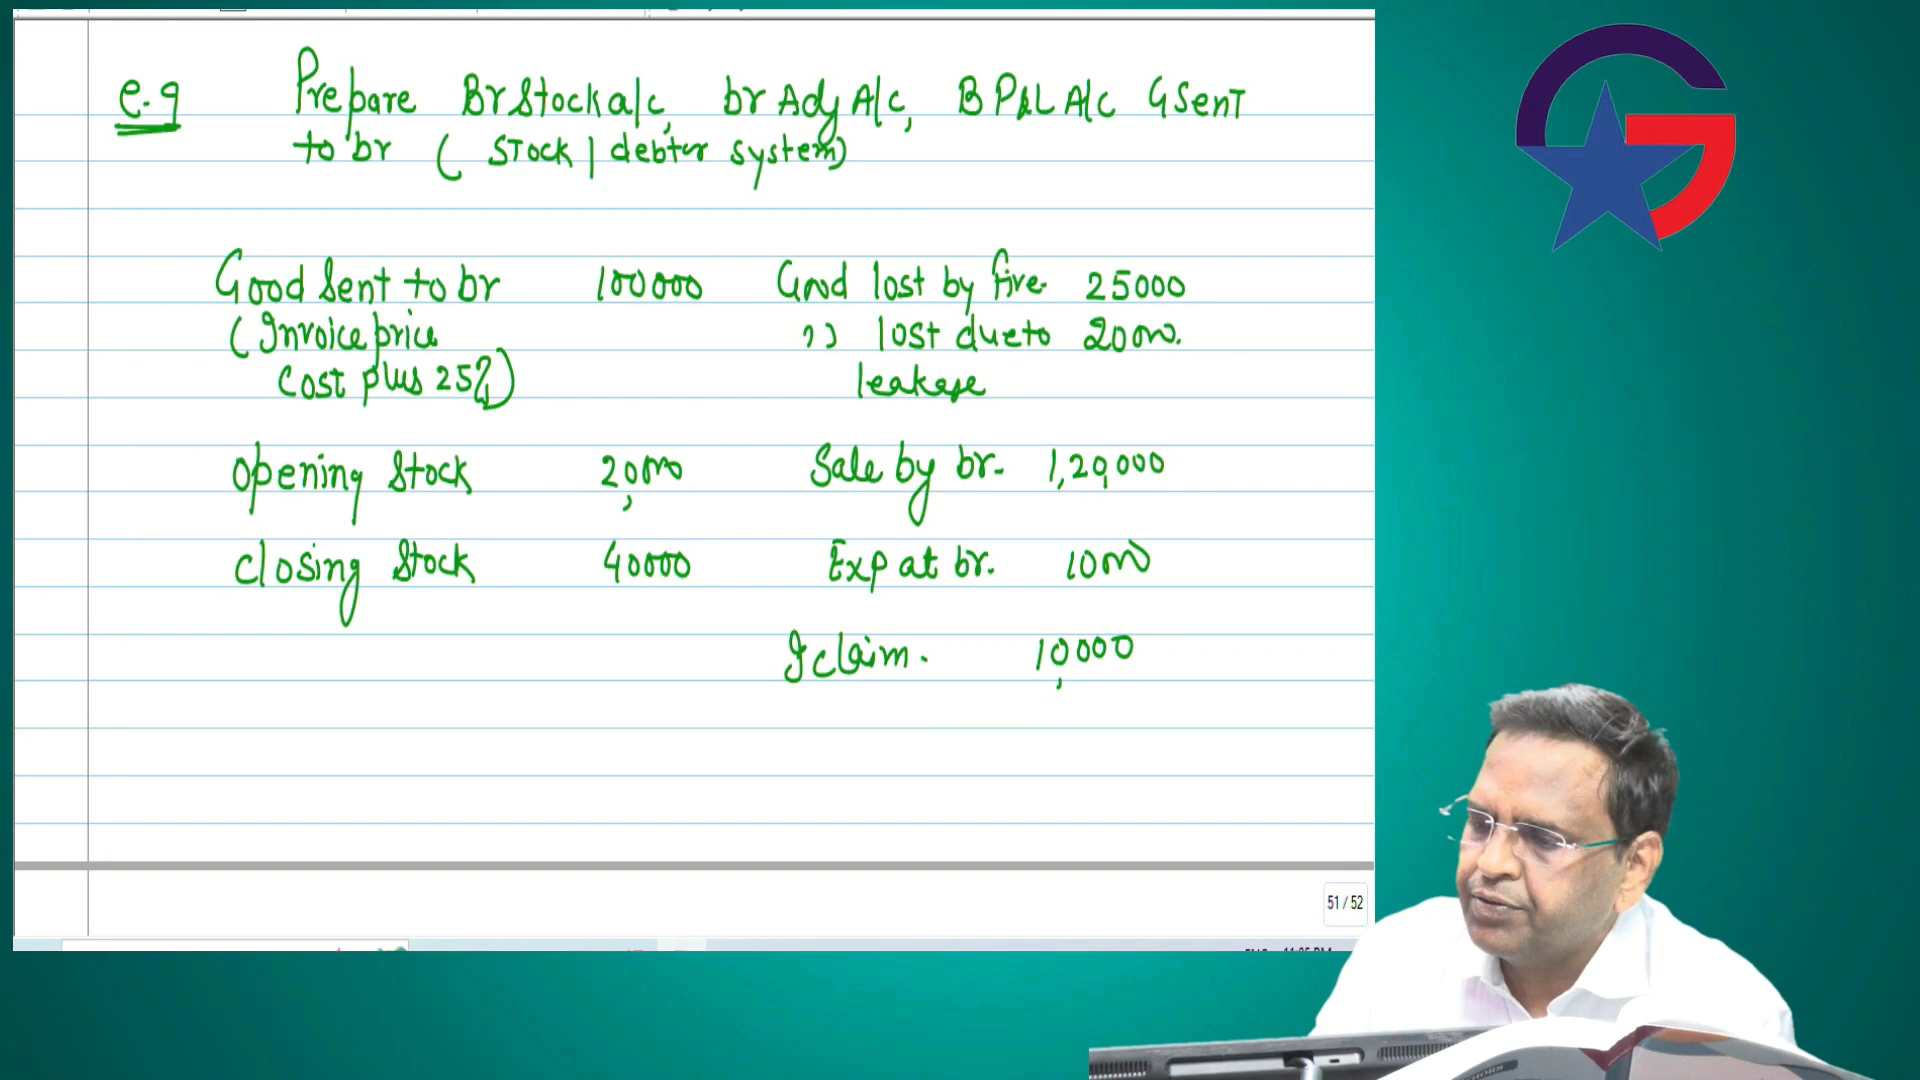 e.g Prepare Br Stock a/c, br Adj A/c, B P&L A/c G Sent
to br ( Stock | debtor system)
Good Sent to br 100000 Good lost by fire. 25000
(Invoice price ,, lost due to 20000.
Cost plus 25%) leakage
Opening Stock 20,000 Sale by br. 1,20,000
Closing Stock 40000 Exp at br. 1000
I claim. 10,000
51 / 52